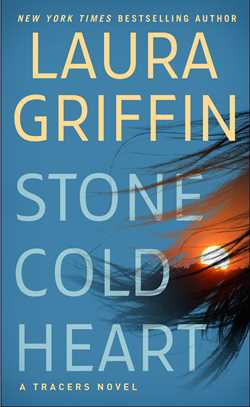 NEW YORK TIMES BESTSELLING AUTHOR
LAURA
GRIFFIN
STONE
COLD
HEART
A TRACERS NOVEL